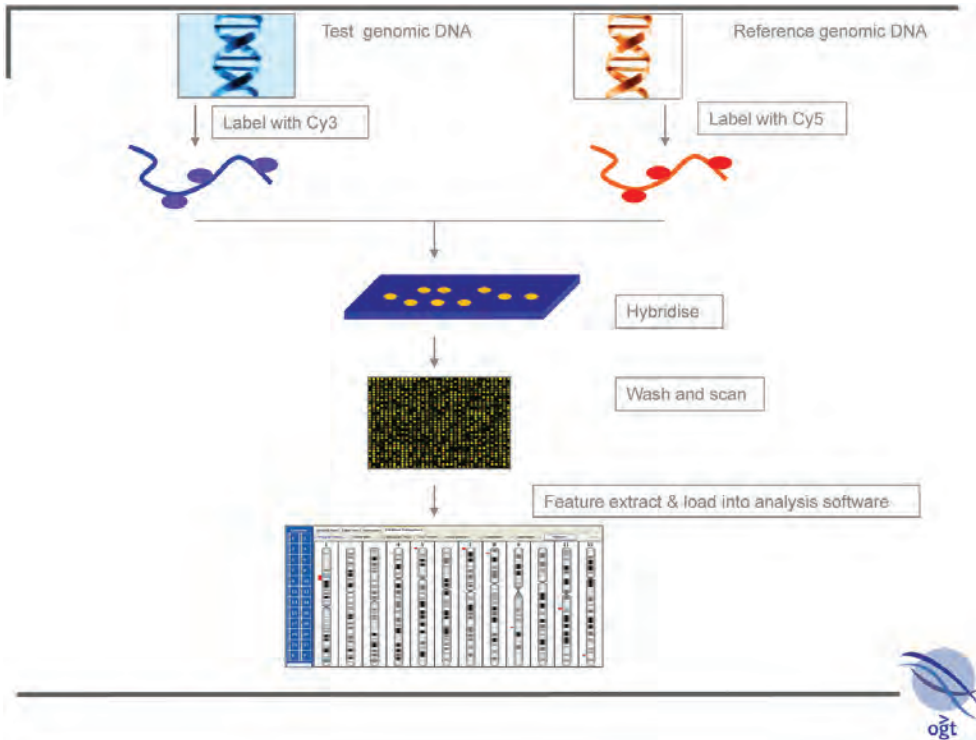 Test genomic DNA
Reference genomic DNA
Label with Cy3
Label with Cy5
Hybridise
Wash and scan
Feature extract & load into analysis software
ogt